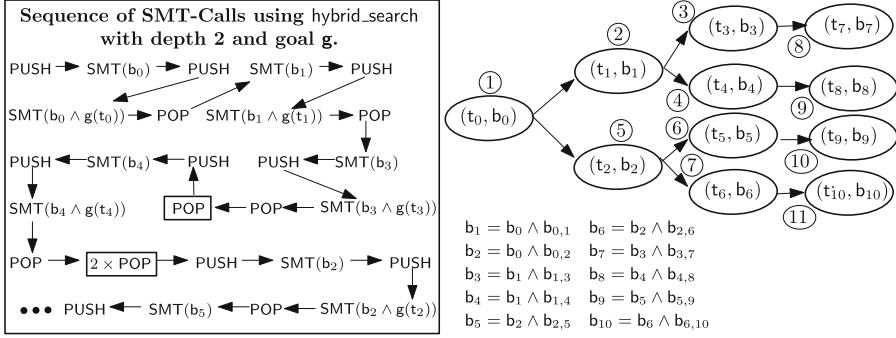 Sequence of SMT-Calls using hybrid_search
with depth 2 and goal g.
PUSH SMT(b₀) PUSH SMT(b₁) PUSH
SMT(b₀ ∧ g(t₀)) POP SMT(b₁ ∧ g(t₁)) POP
PUSH SMT(b₄) PUSH PUSH SMT(b₃)
SMT(b₄ ∧ g(t₄)) POP POP SMT(b₃ ∧ g(t₃))
POP 2 × POP PUSH SMT(b₂) PUSH
••• PUSH SMT(b₅) POP SMT(b₂ ∧ g(t₂))
1
(t₀, b₀)
2
(t₁, b₁)
3
(t₃, b₃)
8
(t₇, b₇)
4
(t₄, b₄)
9
(t₈, b₈)
5
(t₂, b₂)
6
(t₅, b₅)
10
(t₉, b₉)
7
(t₆, b₆)
11
(t₁₀, b₁₀)
b₁ = b₀ ∧ b₀,₁ b₆ = b₂ ∧ b₂,₆
b₂ = b₀ ∧ b₀,₂ b₇ = b₃ ∧ b₃,₇
b₃ = b₁ ∧ b₁,₃ b₈ = b₄ ∧ b₄,₈
b₄ = b₁ ∧ b₁,₄ b₉ = b₅ ∧ b₅,₉
b₅ = b₂ ∧ b₂,₅ b₁₀ = b₆ ∧ b₆,₁₀